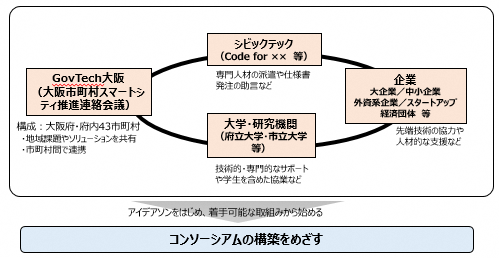 シビックテック
（Code for ×× 等）
専門人材の派遣や仕様書
発注の助言など
GovTech大阪
（大阪市町村スマートシ
ティ推進連絡会議）
構成：大阪府・府内43市町村
・地域課題やソリューションを共有
・市町村間で連携
企業
大企業／中小企業
外資系企業／スタートアップ
経済団体 等
先端技術の協力や
人材的な支援など
大学・研究機関
（府立大学・市立大学
等）
技術的・専門的なサポート
や学生を含めた協業など
アイデアソンをはじめ、着手可能な取組みから始める
コンソーシアムの構築をめざす